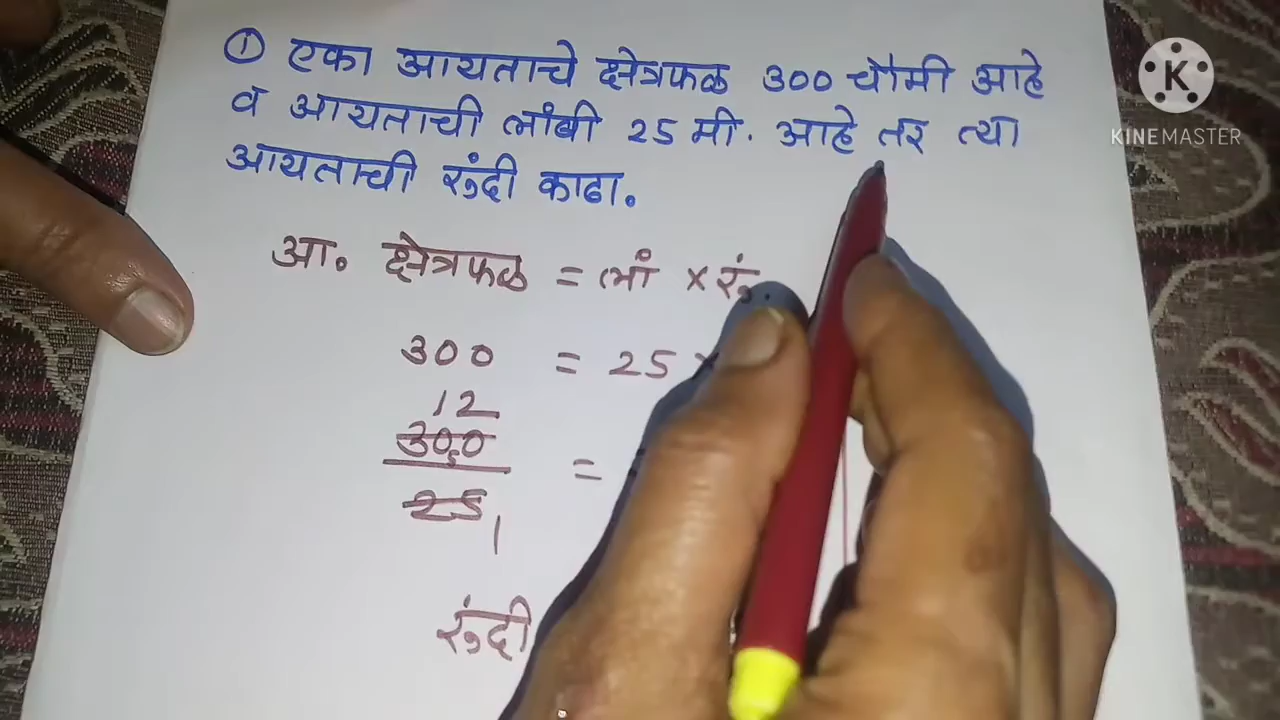 ① एका आयताचे क्षेत्रफळ 300 चौमी आहे
व आयताची लांबी 25 मी. आहे तर त्या
आयताची रुंदी काढा.
आ. क्षेत्रफळ = लां × रुं.
300 = 25 ×
12
300
5
25
1
=
रुंदी
K
KINEMASTER